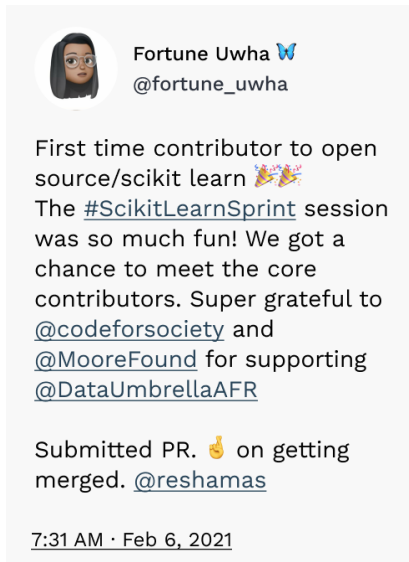 Fortune Uwha 🦋
@fortune_uwha
First time contributor to open
source/scikit learn 🎉🎉
The #ScikitLearnSprint session
was so much fun! We got a
chance to meet the core
contributors. Super grateful to
@codeforsociety and
@MooreFound for supporting
@DataUmbrellaAFR
Submitted PR. 🤞 on getting
merged. @reshamas
7:31 AM · Feb 6, 2021